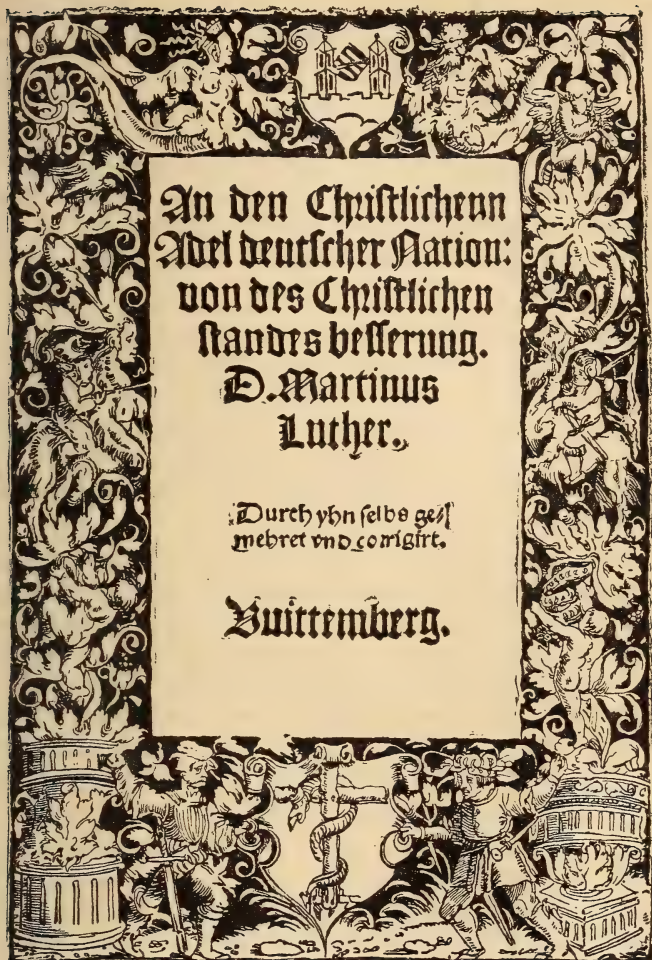 An den Christlichenn
Adel deutscher Nation:
von des Christlichen
standes besserung.
D. Martinus
Luther.
Durch yhn selbs ge⸗
mehret vnd corrigirt.
Vuittemberg.